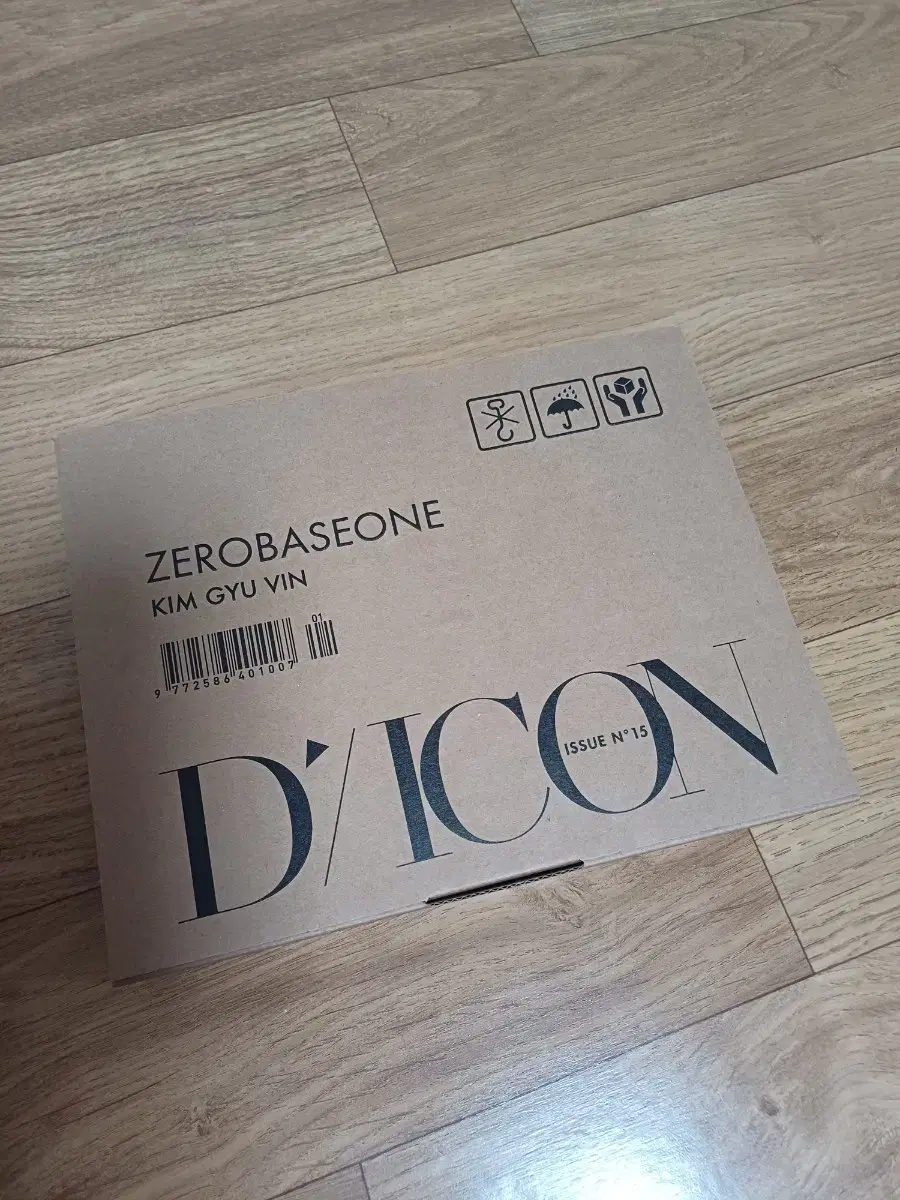 ZEROBASEONE
KIM GYU VIN
01
9 772586 401007
D'/ICON
ISSUE N°15